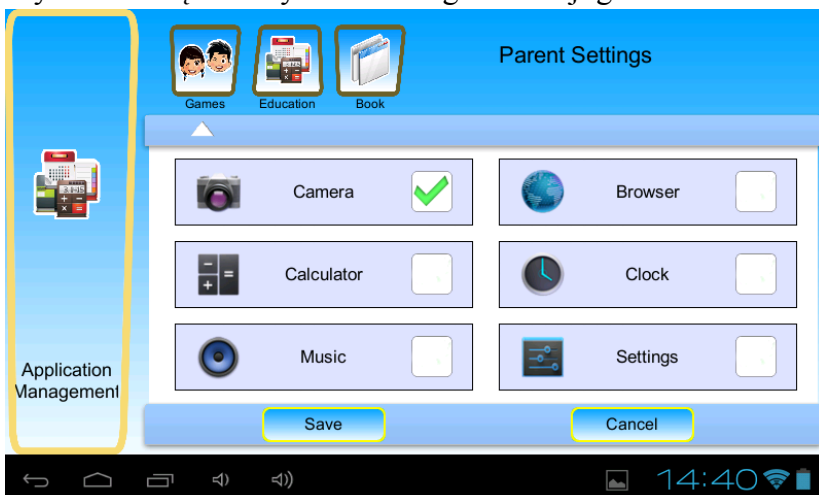 Parent Settings
Games Education Book
Camera Browser
Calculator Clock
Music Settings
Application
Management
Save Cancel
14:40